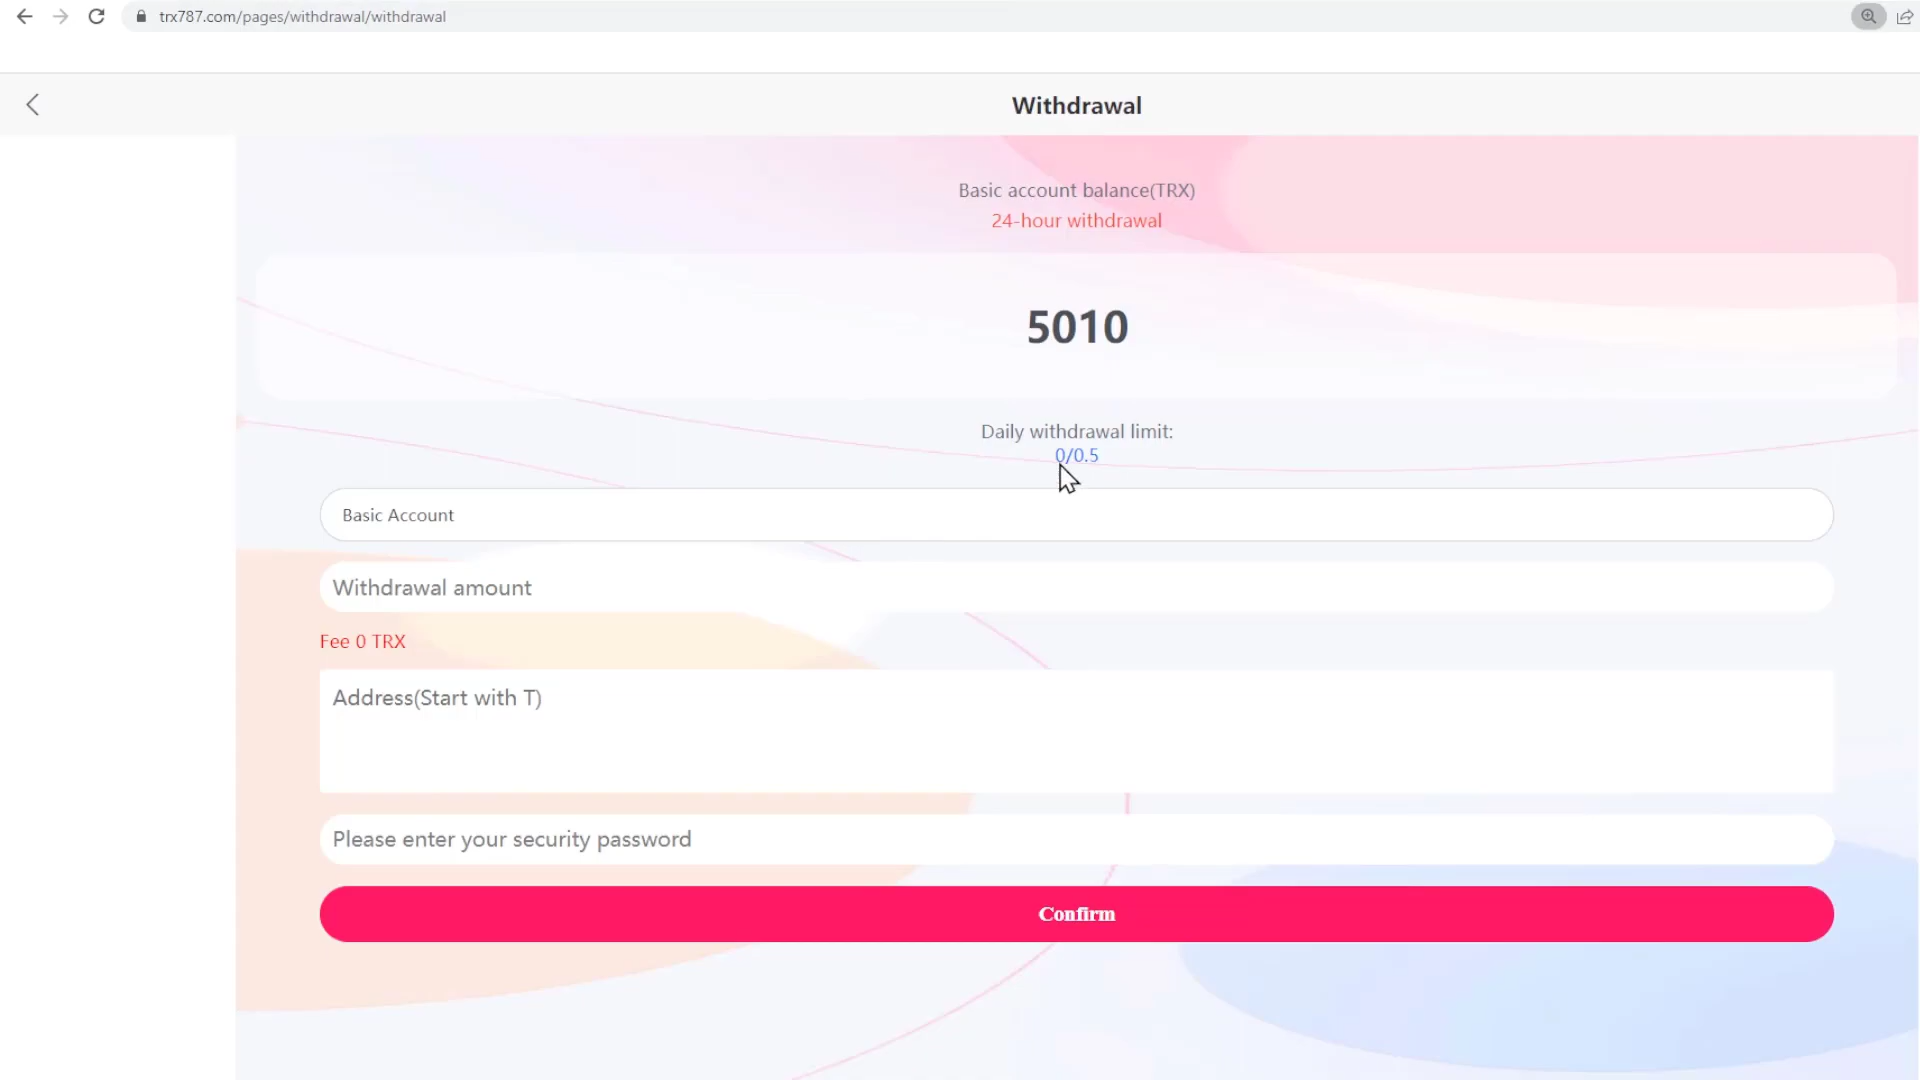 trx787.com/pages/withdrawal/withdrawal
Withdrawal
Basic account balance(TRX)
24-hour withdrawal
5010
Daily withdrawal limit:
0/0.5
Basic Account
Withdrawal amount
Fee 0 TRX
Address(Start with T)
Please enter your security password
Confirm